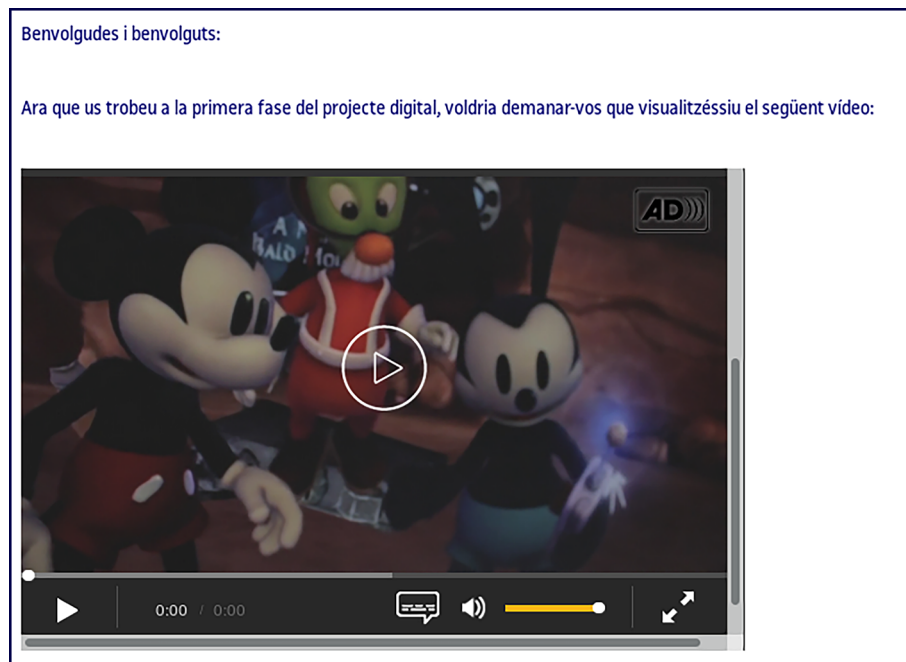 Benvolgudes i benvolguts:
Ara que us trobeu a la primera fase del projecte digital, voldria demanar-vos que visualitzéssiu el següent vídeo:
AD
0:00 / 0:00